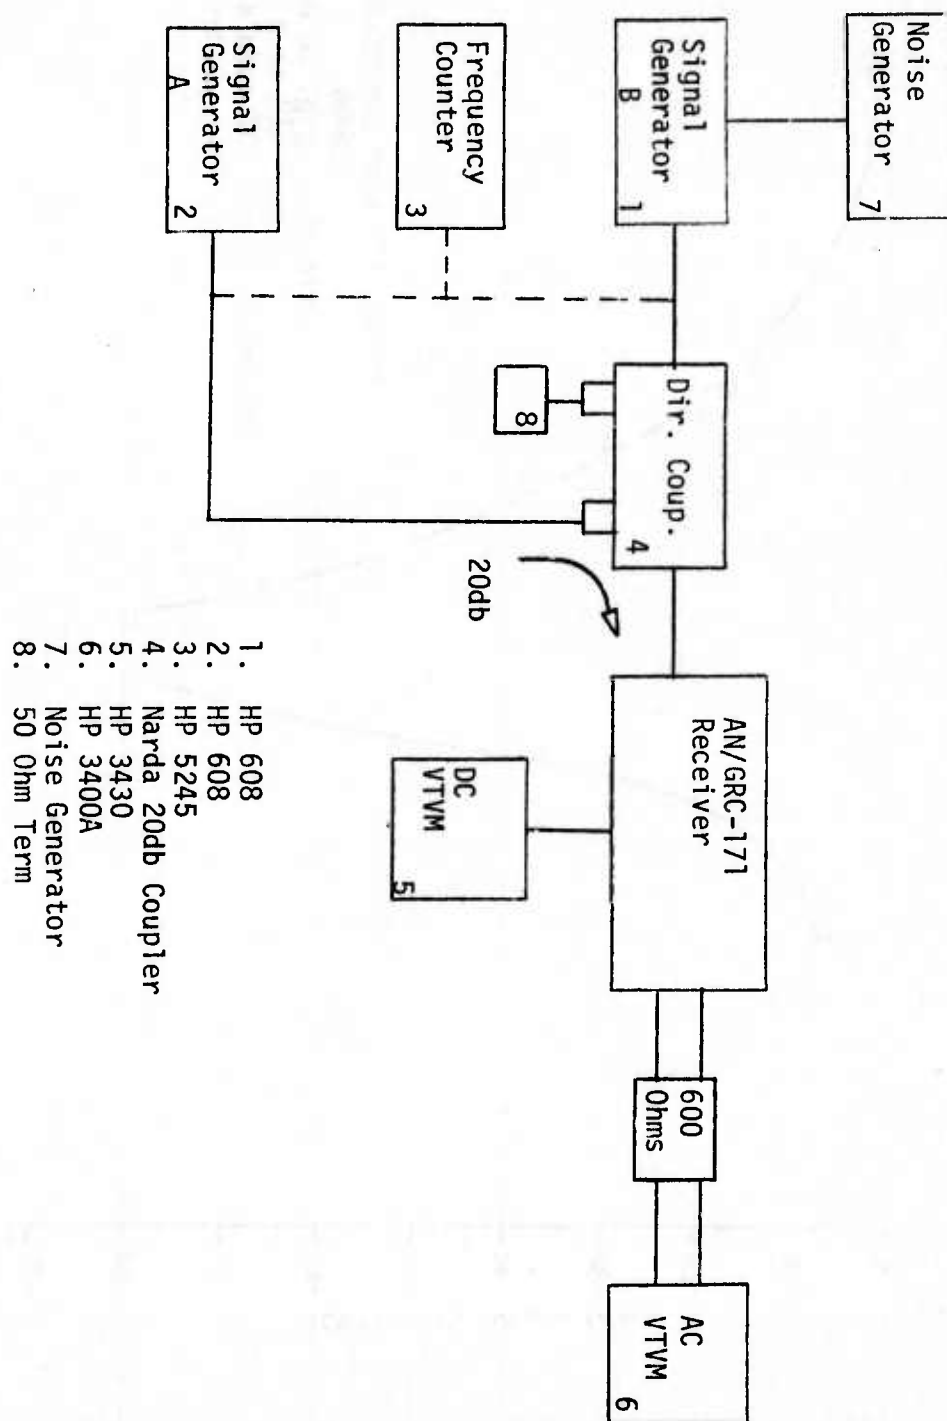 Noise
Generator
7
Signal
Generator
B
1
Frequency
Counter
3
Signal
Generator
A
2
Dir. Coup.
4
8
20db
AN/GRC-171
Receiver
DC
VTVM
5
600
Ohms
AC
VTVM
6
1. HP 608
2. HP 608
3. HP 5245
4. Narda 20db Coupler
5. HP 3430
6. HP 3400A
7. Noise Generator
8. 50 Ohm Term